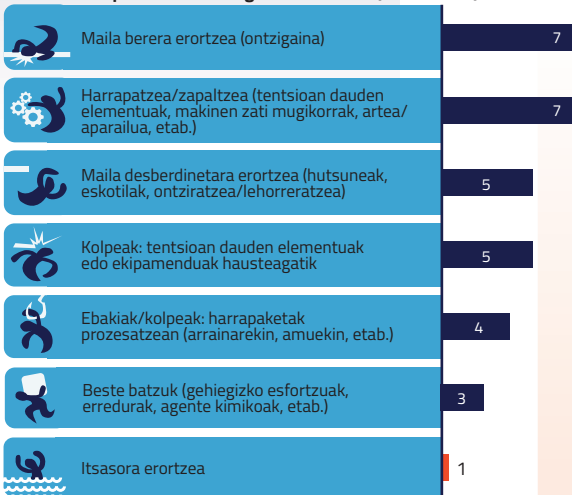 Maila berera erortzea (ontzigaina)
7
Harrapatzea/zapaltzea (tentsioan dauden
elementuak, makinen zati mugikorrak, artea/
aparailua, etab.)
7
Maila desberdinetara erortzea (hutsuneak,
eskotilak, ontziratzea/lehorreratzea)
5
Kolpeak: tentsioan dauden elementuak
edo ekipamenduak hausteagatik
5
Ebakiak/kolpeak: harrapaketak
prozesatzean (arrainarekin, amuekin, etab.)
4
Beste batzuk (gehiegizko esfortzuak,
erredurak, agente kimikoak, etab.)
3
Itsasora erortzea
1